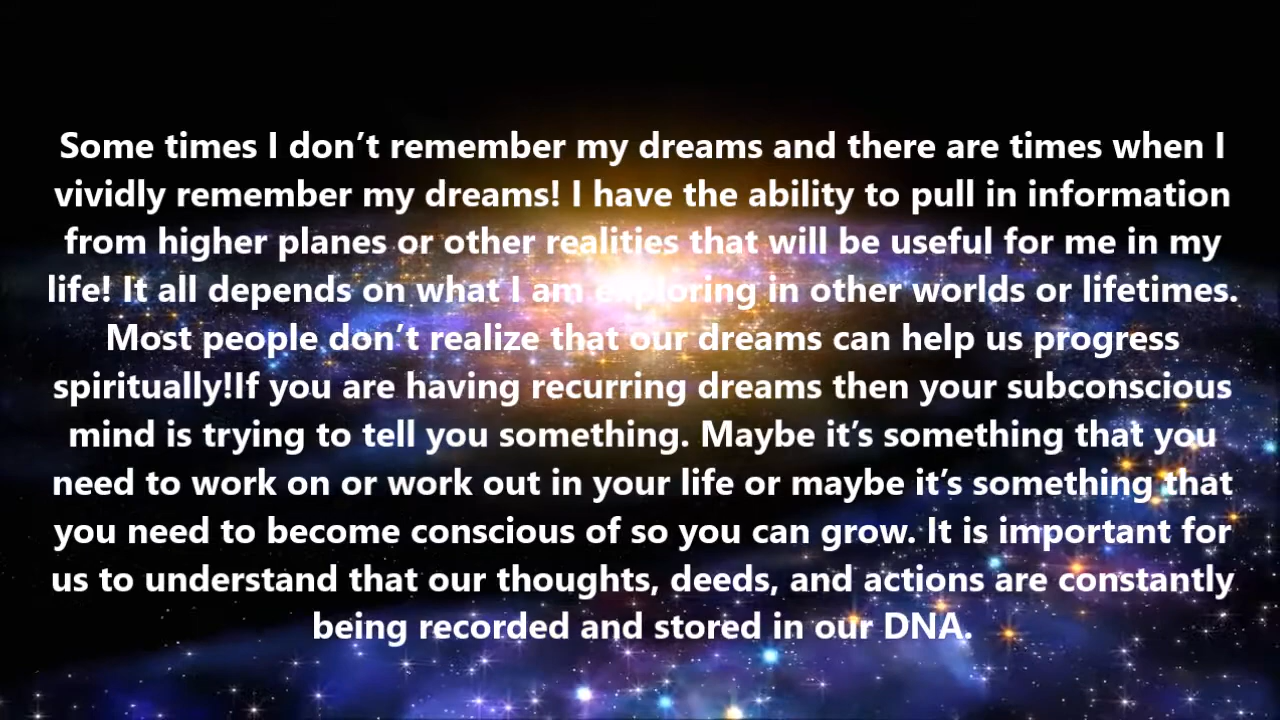 Some times I don’t remember my dreams and there are times when I
vividly remember my dreams! I have the ability to pull in information
from higher planes or other realities that will be useful for me in my
life! It all depends on what I am exploring in other worlds or lifetimes.
Most people don’t realize that our dreams can help us progress
spiritually!If you are having recurring dreams then your subconscious
mind is trying to tell you something. Maybe it’s something that you
need to work on or work out in your life or maybe it’s something that
you need to become conscious of so you can grow. It is important for
us to understand that our thoughts, deeds, and actions are constantly
being recorded and stored in our DNA.